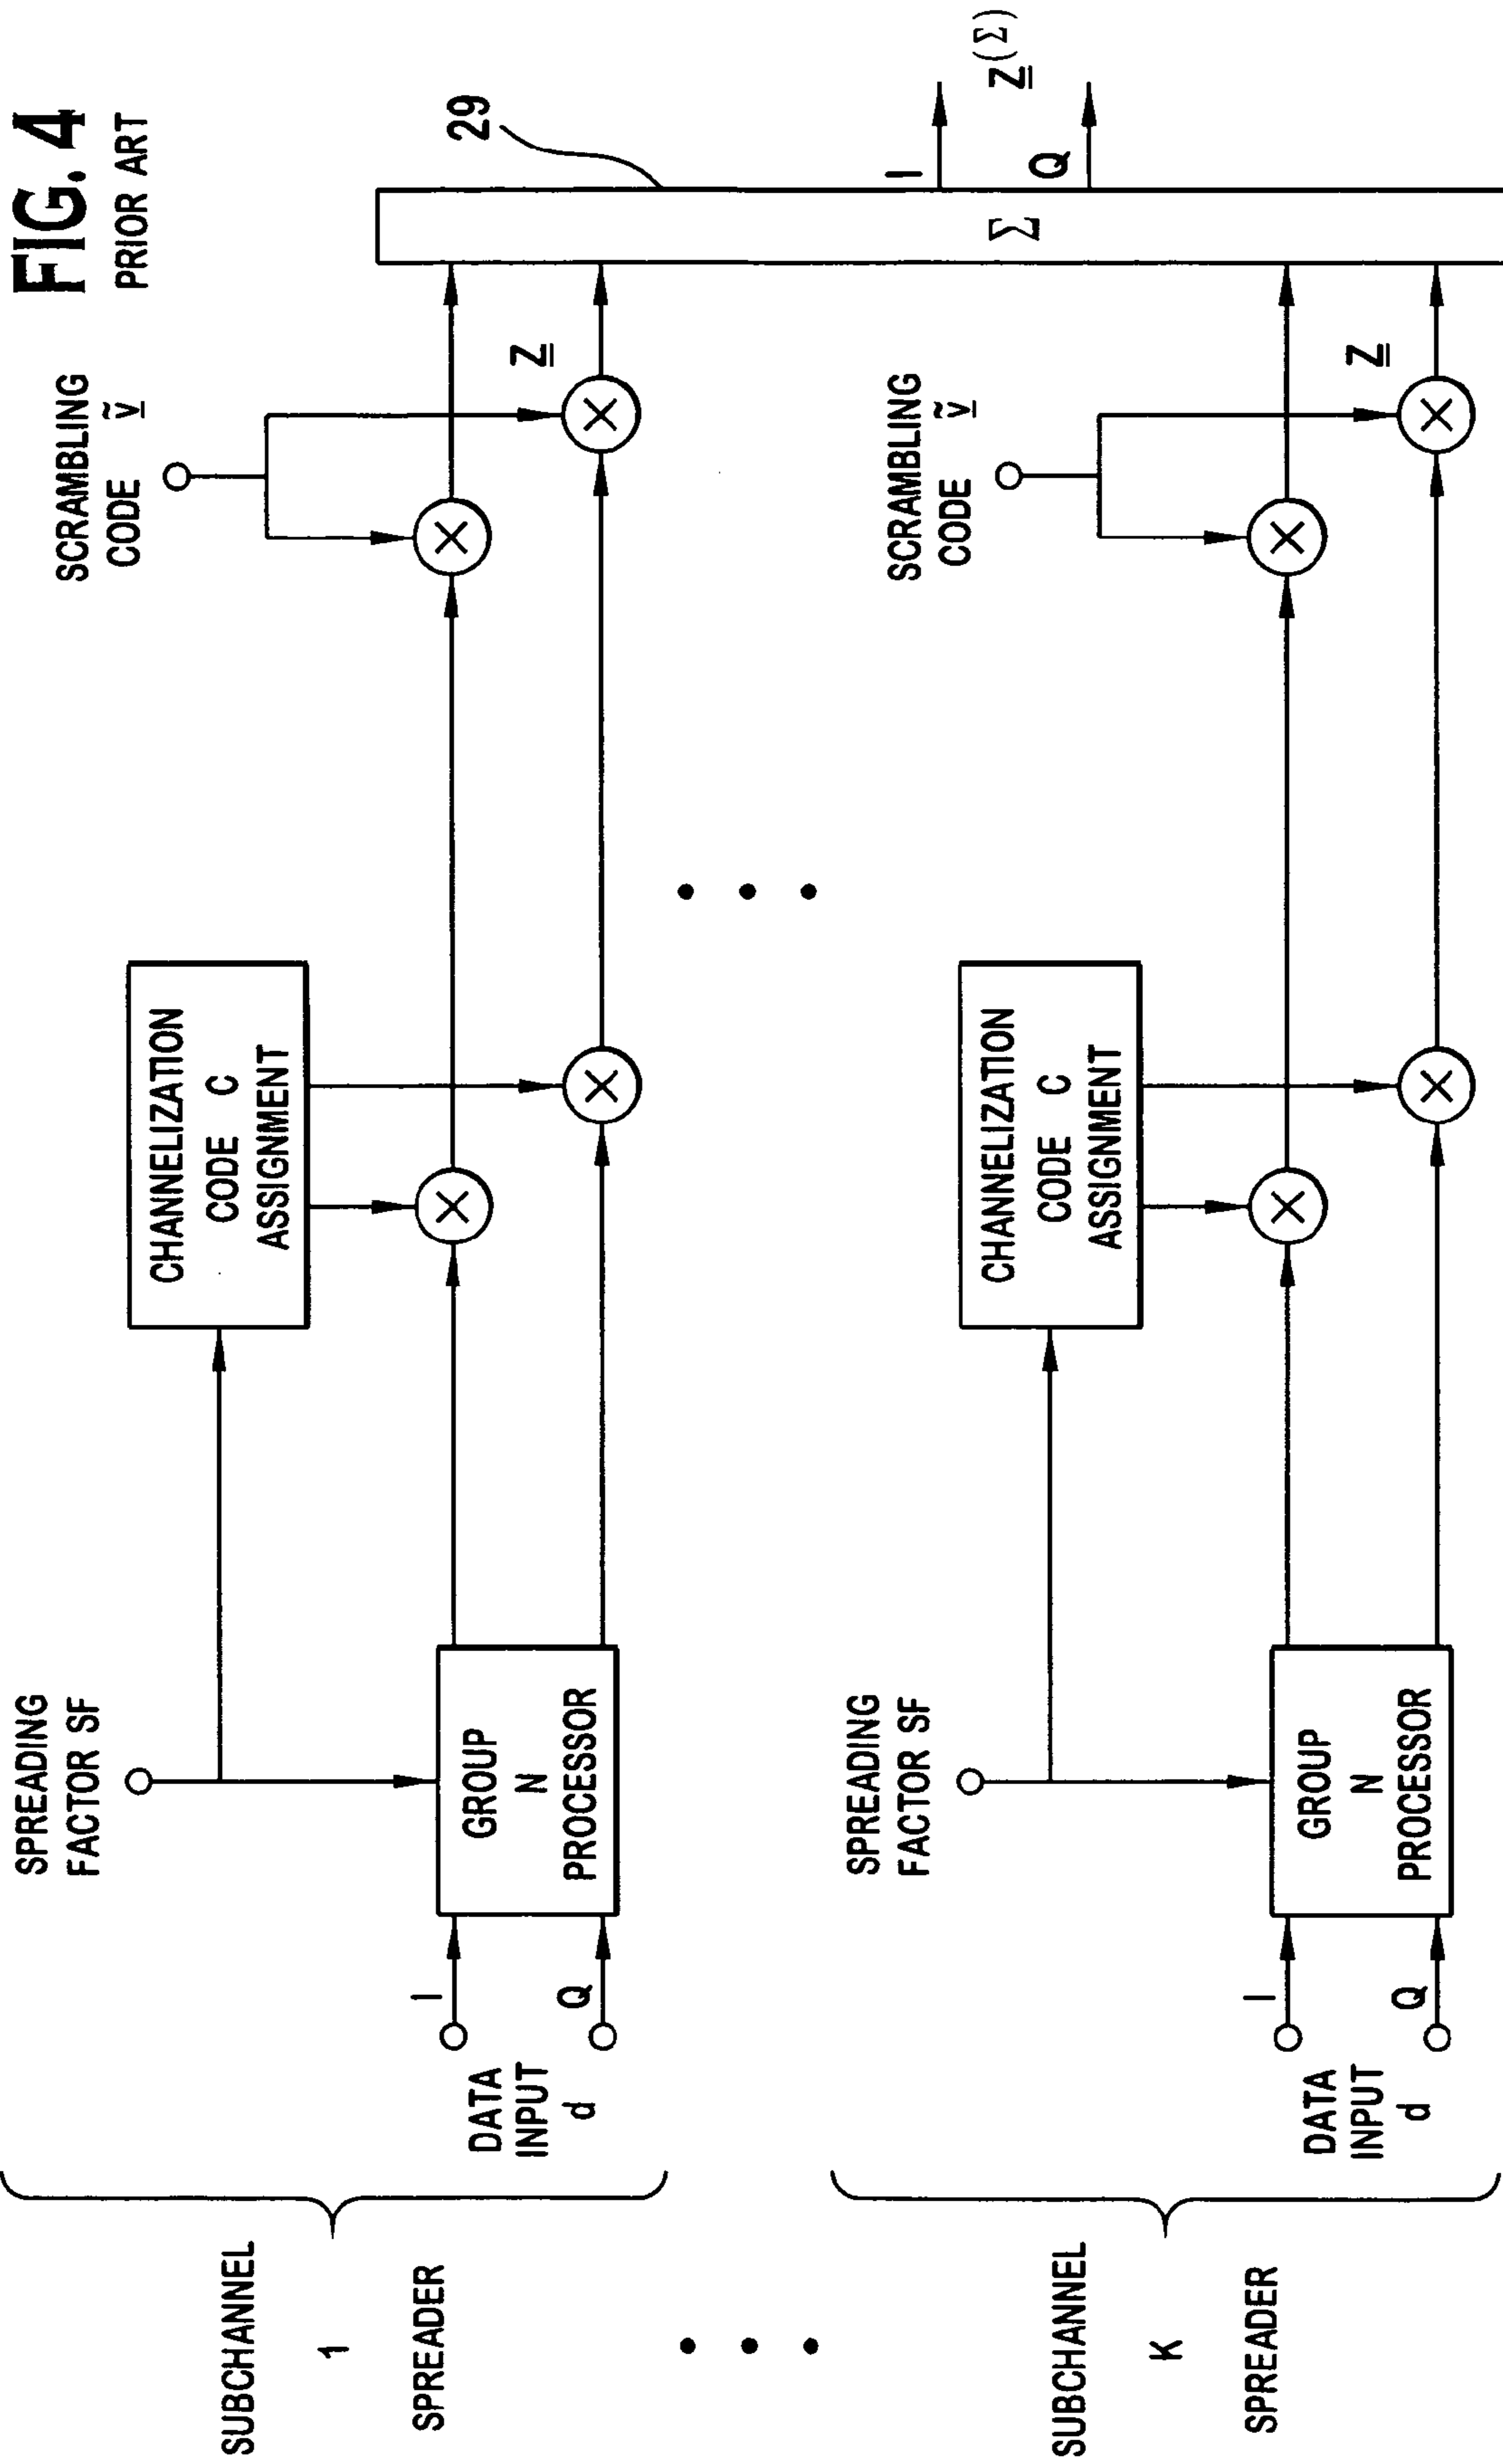 FIG. 4
PRIOR ART
SUBCHANNEL
1
SPREADER
SPREADING
FACTOR SF
DATA
INPUT
d
I
Q
GROUP
N
PROCESSOR
CHANNELIZATION
CODE C
ASSIGNMENT
SCRAMBLING
CODE ṽ
Z
29
Σ
I
Q
Z(Σ)
SUBCHANNEL
K
SPREADER
SPREADING
FACTOR SF
DATA
INPUT
d
I
Q
GROUP
N
PROCESSOR
CHANNELIZATION
CODE C
ASSIGNMENT
SCRAMBLING
CODE ṽ
Z